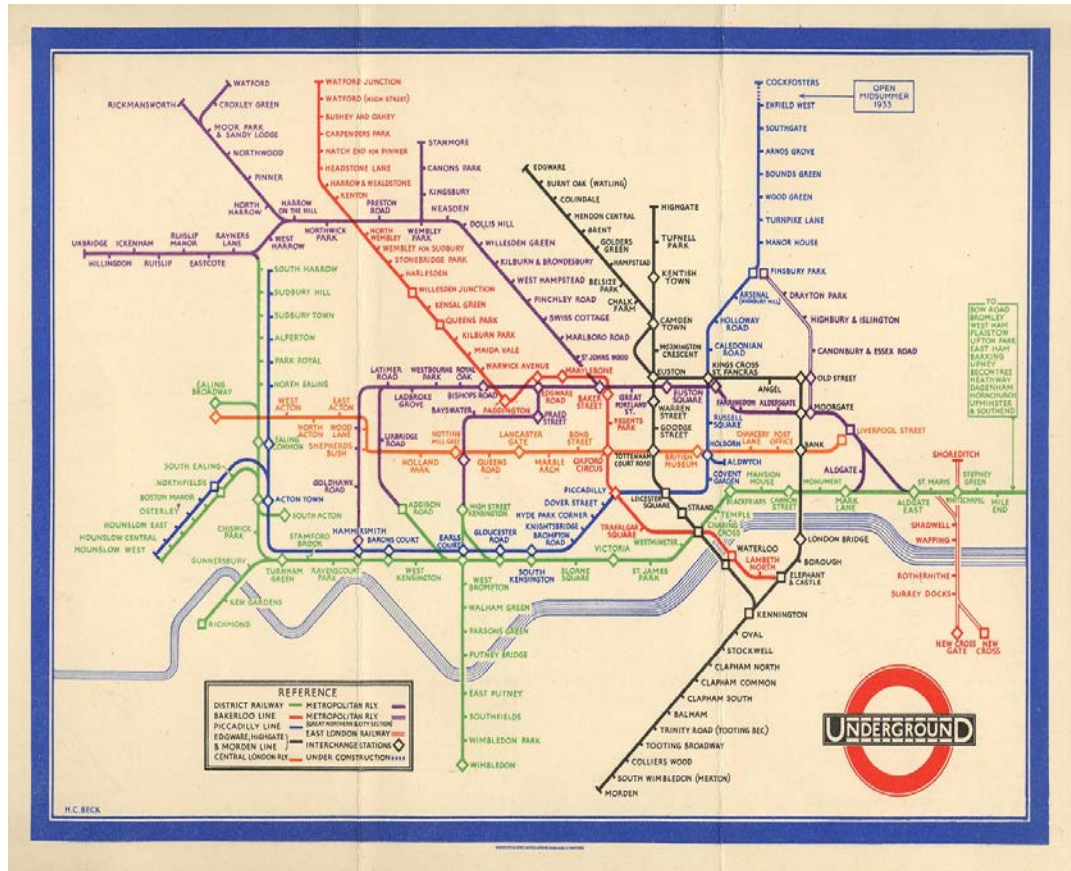 WATFORD
CROXLEY GREEN
RICKMANSWORTH
MOOR PARK
& SANDY LODGE
NORTHWOOD
PINNER
NORTH
HARROW
HARROW
ON THE HILL
NORTHWICK
PARK
PRESTON
ROAD
WEMBLEY
PARK
NEASDEN
STANMORE
CANONS PARK
KINGSBURY
DOLLIS HILL
WILLESDEN GREEN
KILBURN & BRONDESBURY
WEST HAMPSTEAD
FINCHLEY ROAD
SWISS COTTAGE
MARLBORO ROAD
ST JOHNS WOOD
UXBRIDGE
HILLINGDON
ICKENHAM
RUISLIP
RUISLIP
MANOR
EASTCOTE
RAYNERS
LANE
WEST
HARROW
WATFORD JUNCTION
WATFORD (HIGH STREET)
BUSHEY AND OXHEY
CARPENDERS PARK
HATCH END FOR PINNER
HEADSTONE LANE
HARROW & WEALDSTONE
KENTON
NORTH
WEMBLEY
WEMBLEY FOR SUDBURY
STONEBRIDGE PARK
HARLESDEN
WILLESDEN JUNCTION
KENSAL GREEN
QUEENS PARK
KILBURN PARK
MAIDA VALE
WARWICK AVENUE
PADDINGTON
EDGWARE
ROAD
MARYLEBONE
BAKER
STREET
REGENTS
PARK
OXFORD
CIRCUS
PICCADILLY
TRAFALGAR
SQUARE
CHARING
CROSS
WATERLOO
LAMBETH
NORTH
ELEPHANT
& CASTLE
EDGWARE
BURNT OAK (WATLING)
COLINDALE
HENDON CENTRAL
BRENT
GOLDERS
GREEN
HAMPSTEAD
BELSIZE
PARK
CHALK
FARM
CAMDEN
TOWN
HIGHGATE
TUFNELL
PARK
KENTISH
TOWN
MORNINGTON
CRESCENT
EUSTON
KINGS CROSS
ST. PANCRAS
ANGEL
OLD STREET
MOORGATE
BANK
LONDON BRIDGE
BOROUGH
WARREN
STREET
GOODGE
STREET
TOTTENHAM
COURT ROAD
LEICESTER
SQUARE
STRAND
KENNINGTON
OVAL
STOCKWELL
CLAPHAM NORTH
CLAPHAM COMMON
CLAPHAM SOUTH
BALHAM
TRINITY ROAD (TOOTING BEC)
TOOTING BROADWAY
COLLIERS WOOD
SOUTH WIMBLEDON (MERTON)
MORDEN
COCKFOSTERS
OPEN
MIDSUMMER
1933
ENFIELD WEST
SOUTHGATE
ARNOS GROVE
BOUNDS GREEN
WOOD GREEN
TURNPIKE LANE
MANOR HOUSE
FINSBURY PARK
ARSENAL
(HIGHBURY HILL)
HOLLOWAY
ROAD
CALEDONIAN
ROAD
DRAYTON PARK
HIGHBURY & ISLINGTON
CANONBURY & ESSEX ROAD
RUSSELL
SQUARE
HOLBORN
ALDWYCH
COVENT
GARDEN
DOVER STREET
HYDE PARK CORNER
KNIGHTSBRIDGE
BROMPTON
ROAD
SOUTH
KENSINGTON
GLOUCESTER
ROAD
EARLS
COURT
BARONS COURT
HAMMERSMITH
SOUTH HARROW
SUDBURY HILL
SUDBURY TOWN
ALPERTON
PARK ROYAL
NORTH EALING
EALING
COMMON
ACTON TOWN
SOUTH ACTON
EALING
BROADWAY
WEST
ACTON
NORTH
ACTON
EAST
ACTON
WOOD
LANE
SHEPHERDS
BUSH
HOLLAND
PARK
NOTTING
HILL GATE
QUEENS
ROAD
LANCASTER
GATE
MARBLE
ARCH
BOND
STREET
BRITISH
MUSEUM
CHANCERY
LANE
POST
OFFICE
LIVERPOOL STREET
LATIMER
ROAD
LADBROKE
GROVE
WESTBOURNE
PARK
ROYAL
OAK
BISHOPS ROAD
UXBRIDGE
ROAD
GOLDHAWK
ROAD
ADDISON
ROAD
BAYSWATER
PRAED
STREET
HIGH STREET
KENSINGTON
GREAT
PORTLAND
ST.
EUSTON
SQUARE
FARRINGDON
ALDERSGATE
ALDGATE
SOUTH EALING
NORTHFIELDS
BOSTON MANOR
OSTERLEY
HOUNSLOW EAST
HOUNSLOW CENTRAL
HOUNSLOW WEST
CHISWICK
PARK
GUNNERSBURY
KEW GARDENS
RICHMOND
TURNHAM
GREEN
STAMFORD
BROOK
RAVENSCOURT
PARK
WEST
KENSINGTON
WEST
BROMPTON
WALHAM GREEN
PARSONS GREEN
PUTNEY BRIDGE
EAST PUTNEY
SOUTHFIELDS
WIMBLEDON PARK
WIMBLEDON
SLOANE
SQUARE
VICTORIA
ST. JAMES
PARK
WESTMINSTER
TEMPLE
BLACKFRIARS
MANSION
HOUSE
CANNON
STREET
MONUMENT
MARK
LANE
ALDGATE
EAST
ST. MARYS
WHITECHAPEL
STEPNEY
GREEN
MILE
END
TO
BOW ROAD
BROMLEY
WEST HAM
PLAISTOW
UPTON PARK
EAST HAM
BARKING
UPNEY
BECONTREE
HEATHWAY
DAGENHAM
HORNCHURCH
UPMINSTER
& SOUTHEND
SHOREDITCH
SHADWELL
WAPPING
ROTHERHITHE
SURREY DOCKS
NEW CROSS
GATE
NEW
CROSS
REFERENCE
DISTRICT RAILWAY
BAKERLOO LINE
PICCADILLY LINE
EDGWARE, HIGHGATE
& MORDEN LINE
CENTRAL LONDON RLY.
METROPOLITAN RLY.
METROPOLITAN RLY.
(GREAT NORTHERN & CITY SECTION)
EAST LONDON RAILWAY
INTERCHANGE STATIONS
UNDER CONSTRUCTION
UNDERGROUND
H.C. BECK